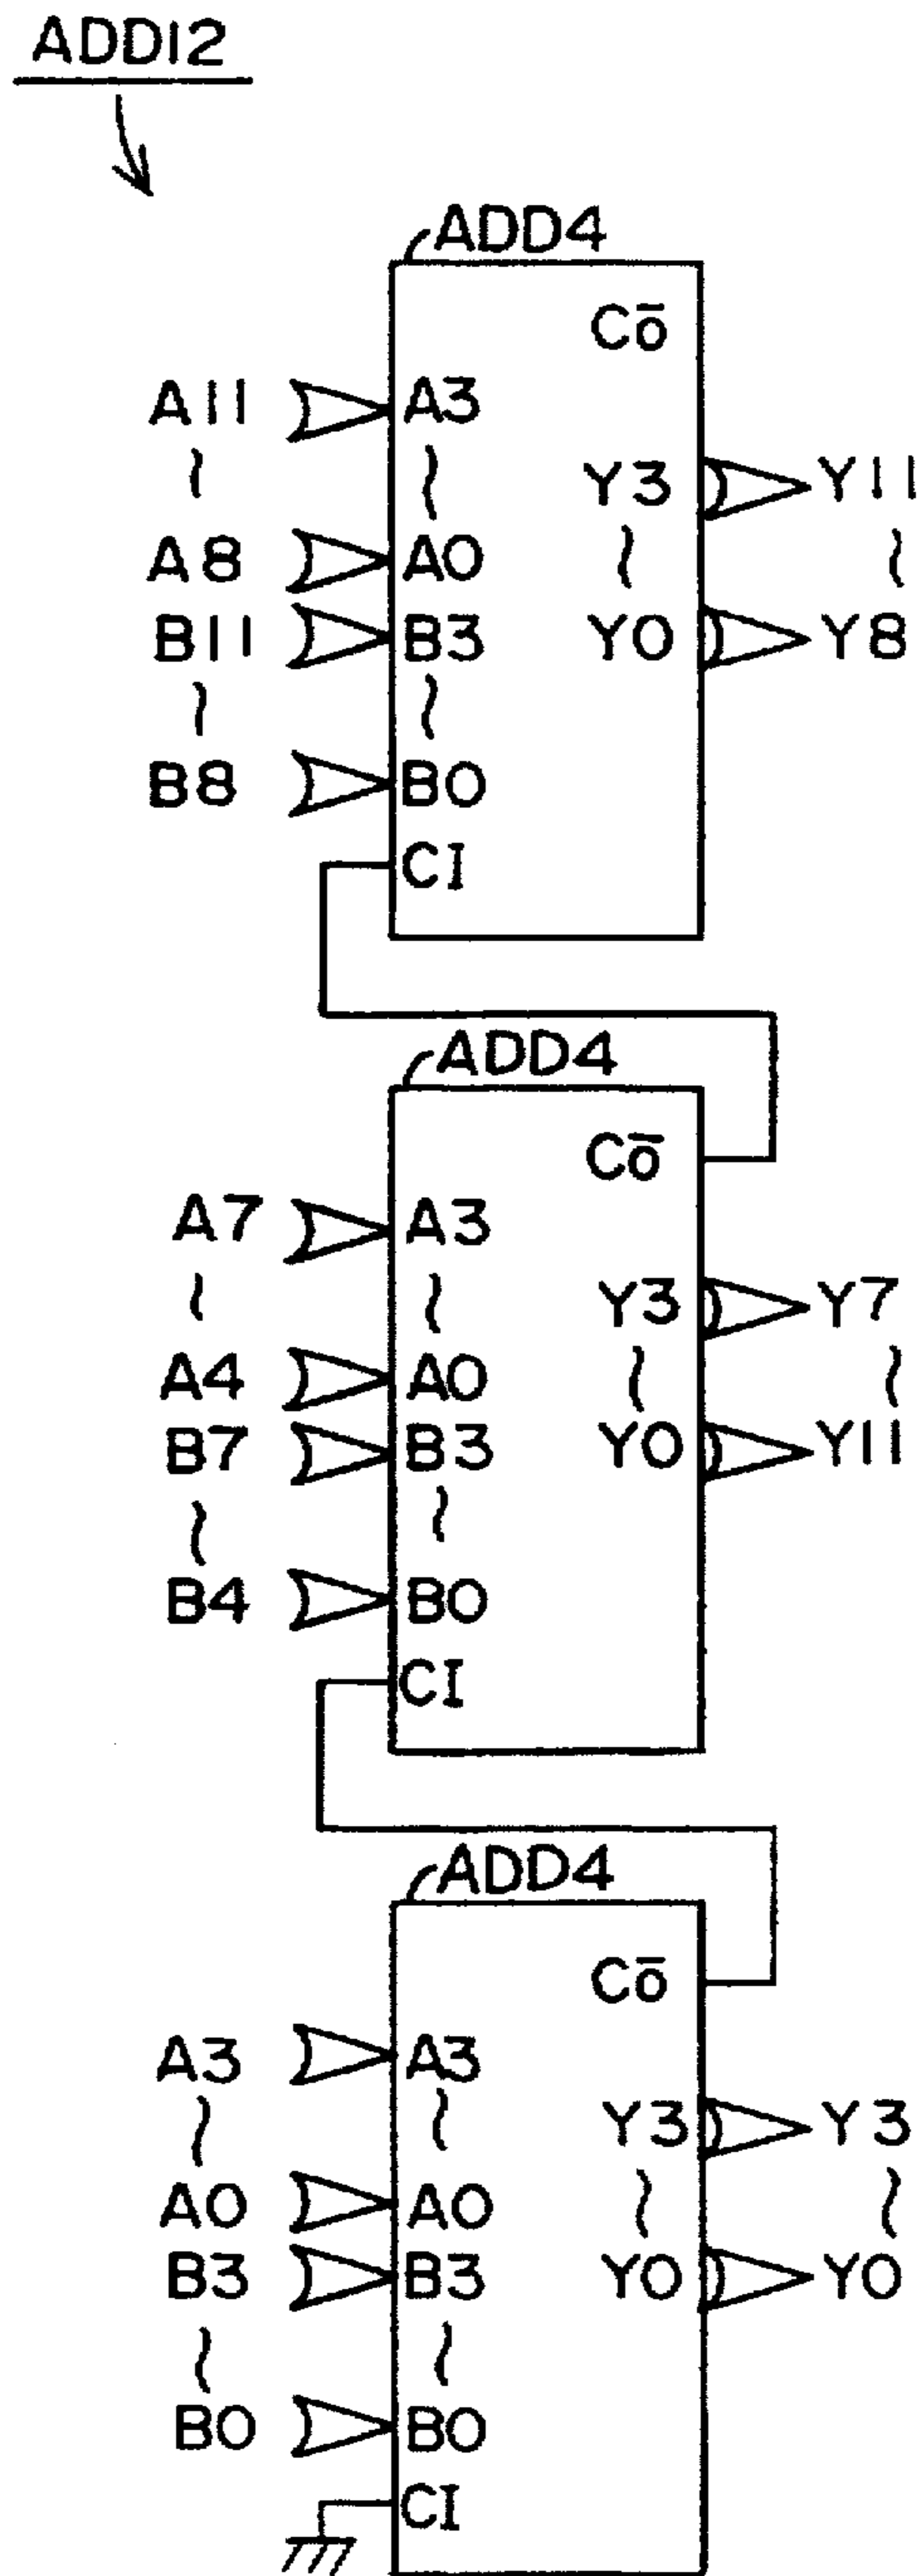 ADD12
ADD4
Cō
A11 A3
~ ~ Y3 Y11
A8 A0 ~ ~
B11 B3 Y0 Y8
~ ~
B8 B0
CI
ADD4
Cō
A7 A3
~ ~ Y3 Y7
A4 A0 ~ ~
B7 B3 Y0 Y11
~ ~
B4 B0
CI
ADD4
Cō
A3 A3
~ ~ Y3 Y3
A0 A0 ~ ~
B3 B3 Y0 Y0
~ ~
B0 B0
CI